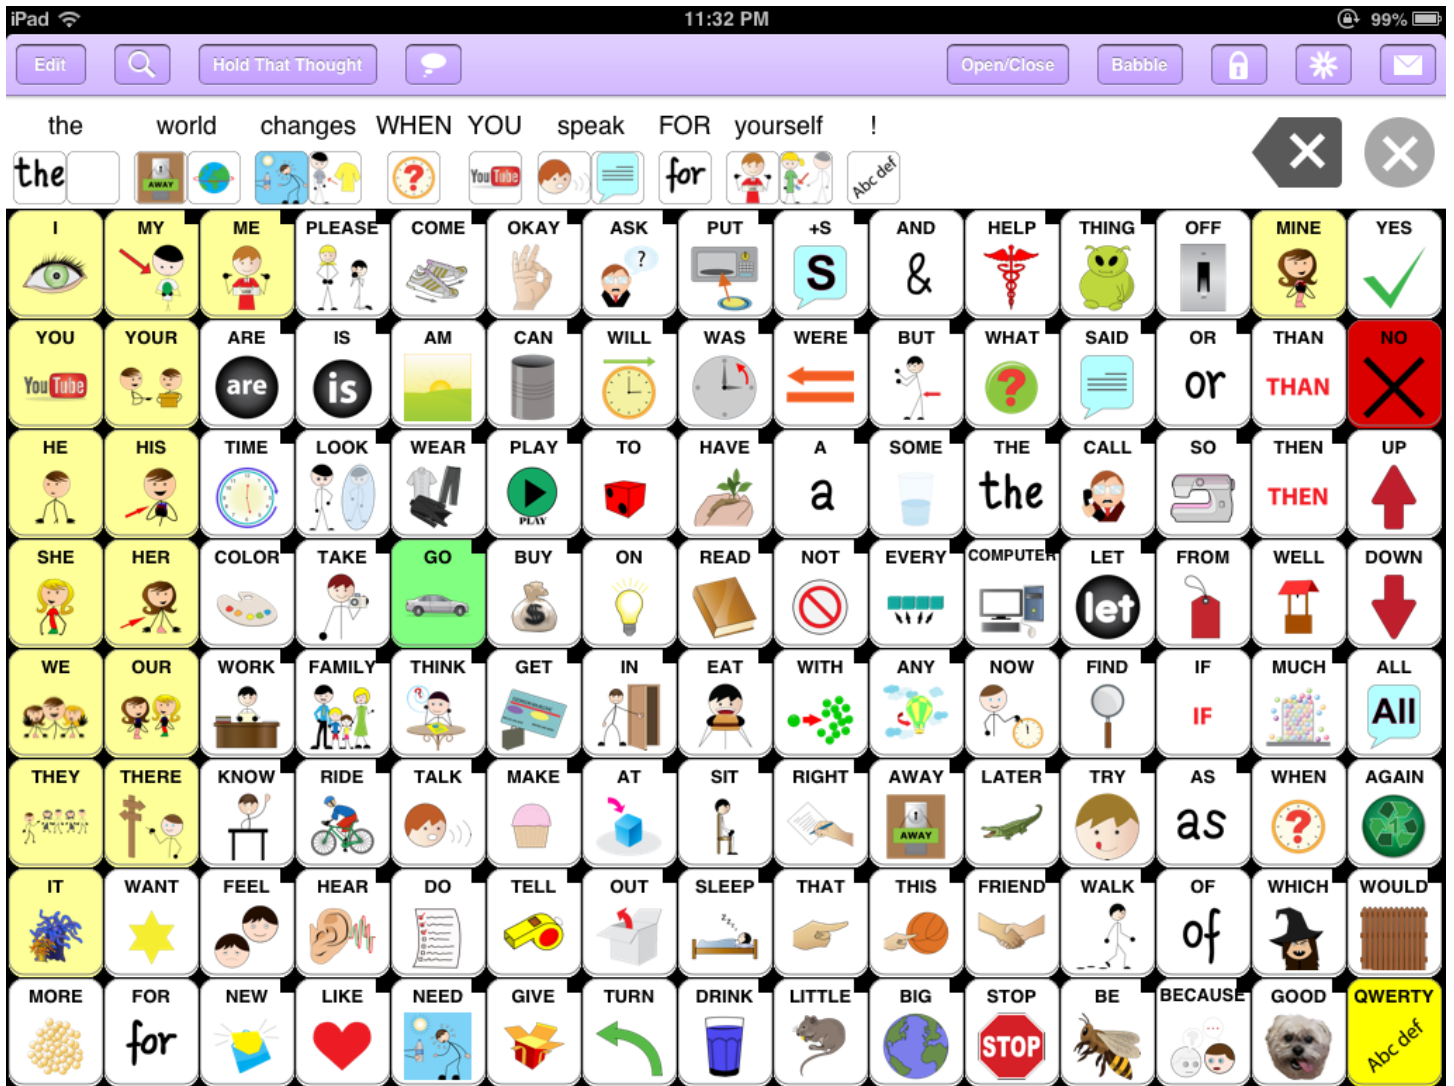 iPad 11:32 PM 99%
Edit Hold That Thought Open/Close Babble
the world changes WHEN YOU speak FOR yourself !
the AWAY ? You Tube for Abc def
I MY ME PLEASE COME OKAY ASK PUT +S AND HELP THING OFF MINE YES
? S &
YOU YOUR ARE IS AM CAN WILL WAS WERE BUT WHAT SAID OR THAN NO
You Tube are is ? or THAN
HE HIS TIME LOOK WEAR PLAY TO HAVE A SOME THE CALL SO THEN UP
PLAY a the THEN
SHE HER COLOR TAKE GO BUY ON READ NOT EVERY COMPUTER LET FROM WELL DOWN
$ let
WE OUR WORK FAMILY THINK GET IN EAT WITH ANY NOW FIND IF MUCH ALL
? IF All
THEY THERE KNOW RIDE TALK MAKE AT SIT RIGHT AWAY LATER TRY AS WHEN AGAIN
AWAY as ? 1
IT WANT FEEL HEAR DO TELL OUT SLEEP THAT THIS FRIEND WALK OF WHICH WOULD
zzz of
MORE FOR NEW LIKE NEED GIVE TURN DRINK LITTLE BIG STOP BE BECAUSE GOOD QWERTY
for STOP ... Abc def